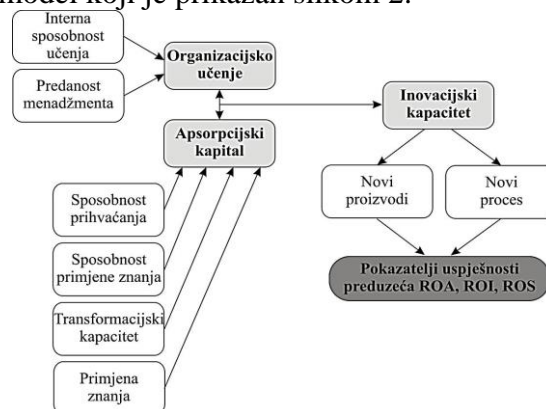 model koji je prikazan slikom 2.
Interna
sposobnost
učenja
Predanost
menadžmenta
Organizacijsko
učenje
Apsorpcijski
kapital
Inovacijski
kapacitet
Sposobnost
prihvaćanja
Sposobnost
primjene znanja
Transformacijski
kapacitet
Primjena
znanja
Novi
proizvodi
Novi
proces
Pokazatelji uspješnosti
preduzeća ROA, ROI, ROS